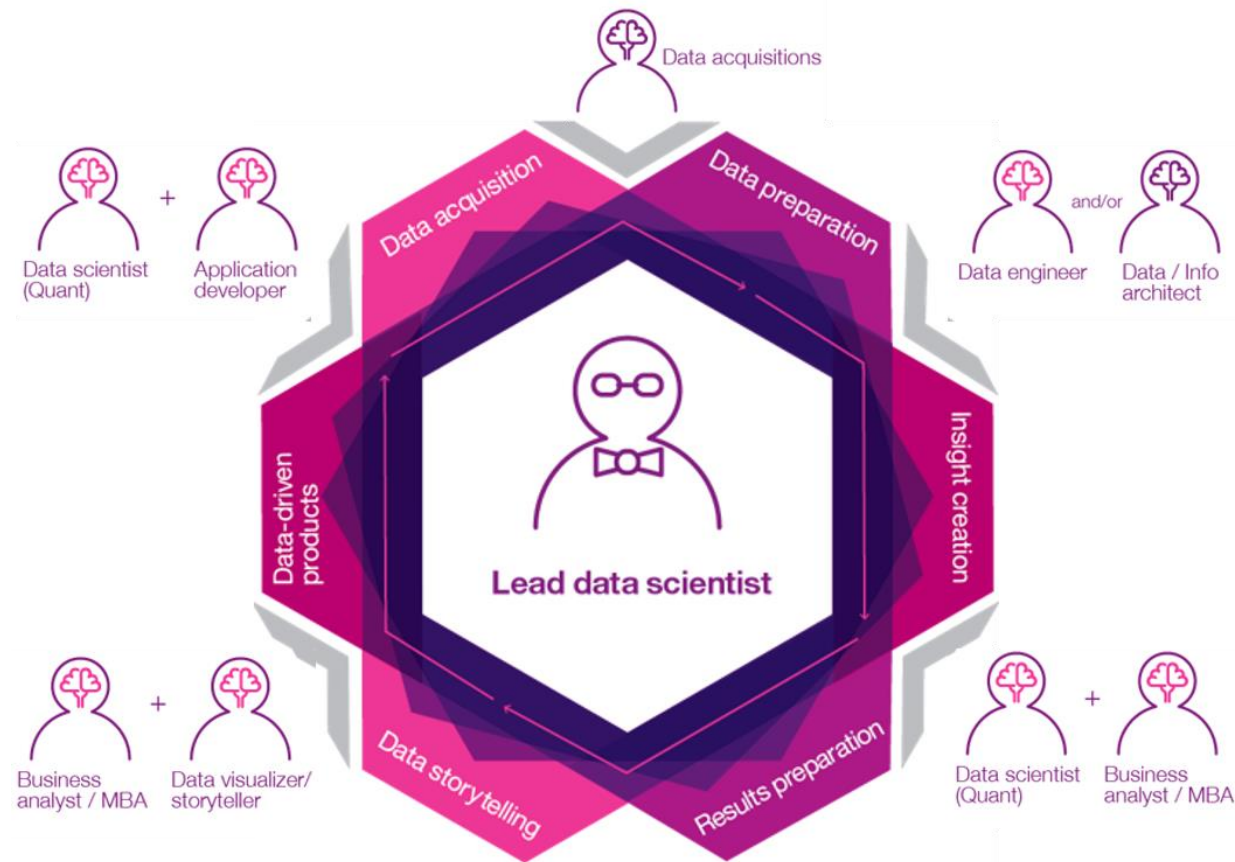 Data acquisitions
Data acquisition
Data preparation
Data scientist
(Quant)
+
Application
developer
Data engineer
and/or
Data / Info
architect
Insight creation
Data-driven
products
Lead data scientist
Business
analyst / MBA
+
Data visualizer/
storyteller
Data storytelling
Results preparation
Data scientist
(Quant)
+
Business
analyst / MBA